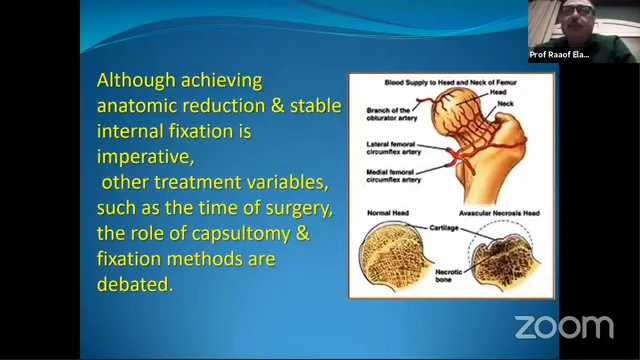 Prof Raaof Ela...
Although achieving
anatomic reduction & stable
internal fixation is
imperative,
other treatment variables,
such as the time of surgery,
the role of capsultomy &
fixation methods are
debated.
Blood Supply to Head and Neck of Femur
Head
Neck
Branch of the
obturator artery
Lateral femoral
circumflex artery
Medial femoral
circumflex artery
Normal Head
Avascular Necrosis Head
Cartilage
Necrotic
bone
zoom